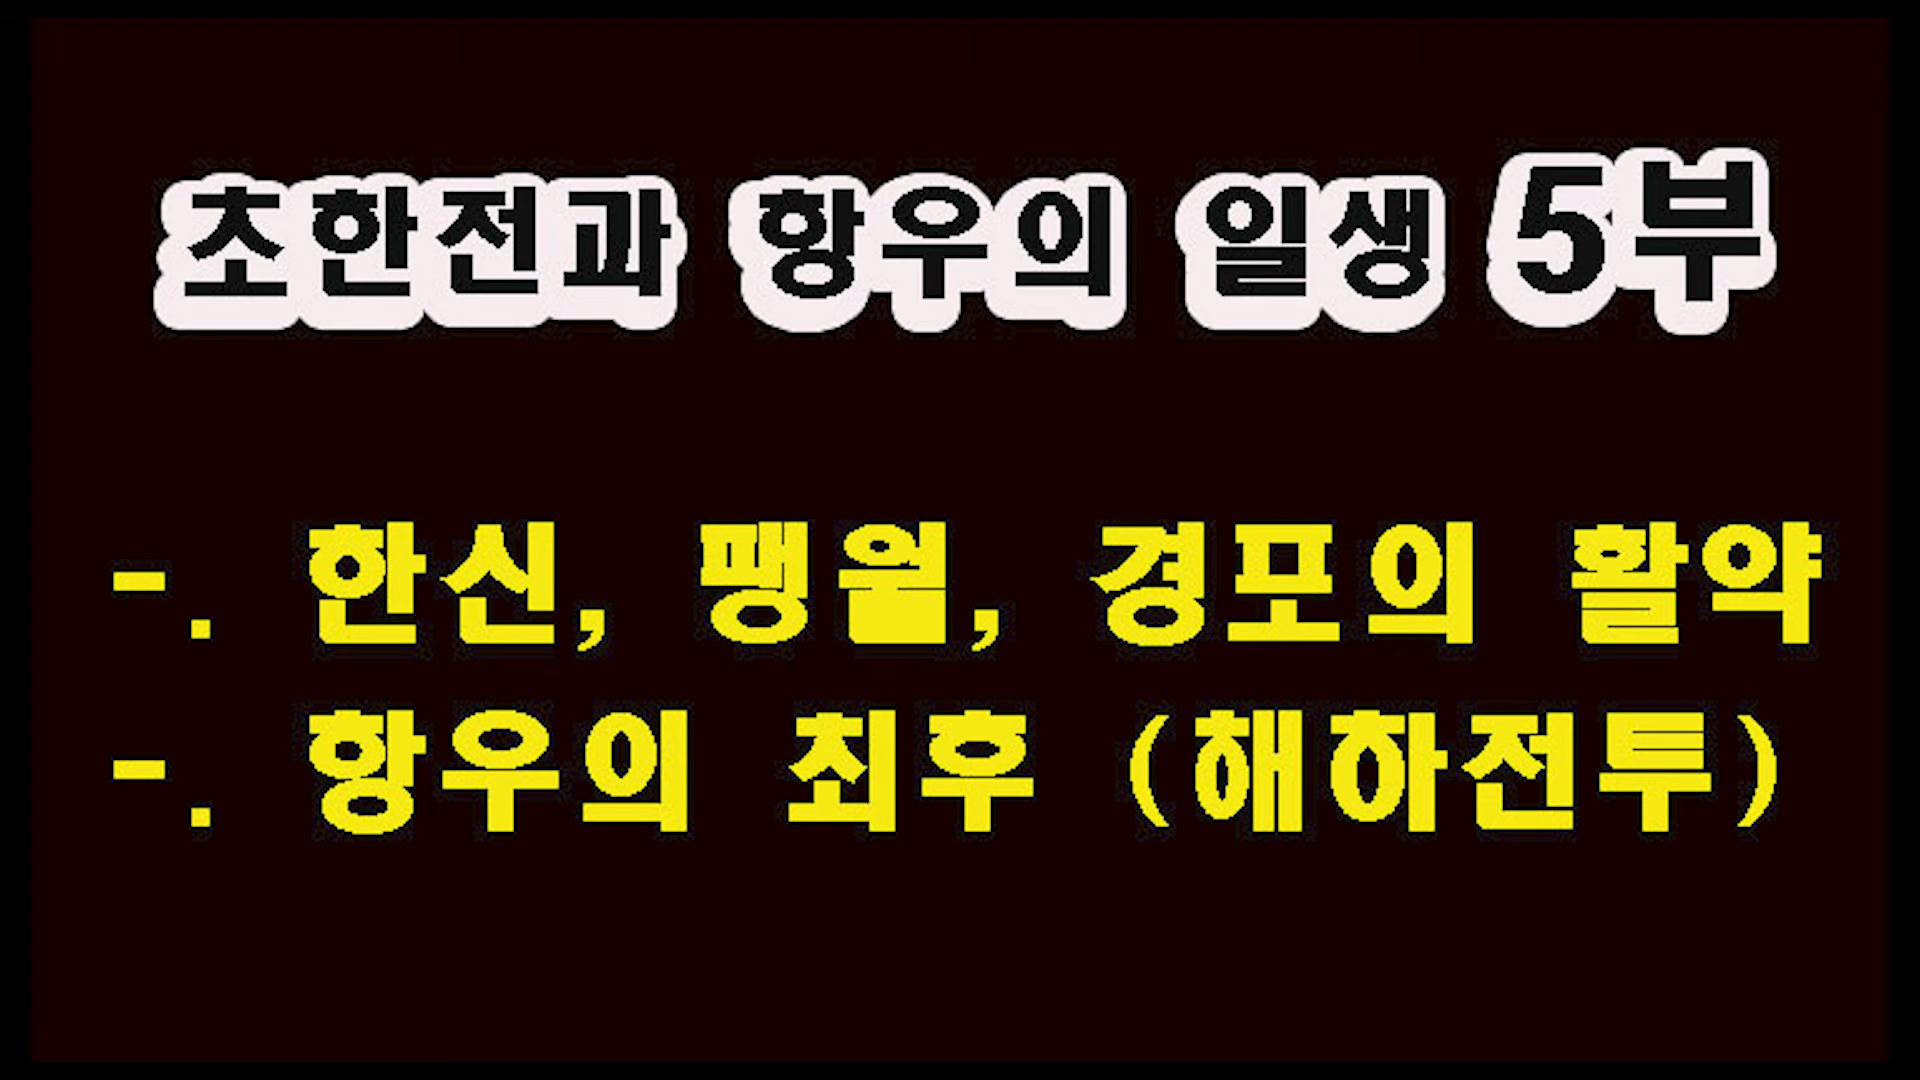 초한전과 항우의 일생 5부
-. 한신, 팽월, 경포의 활약
-. 항우의 최후 (해하전투)